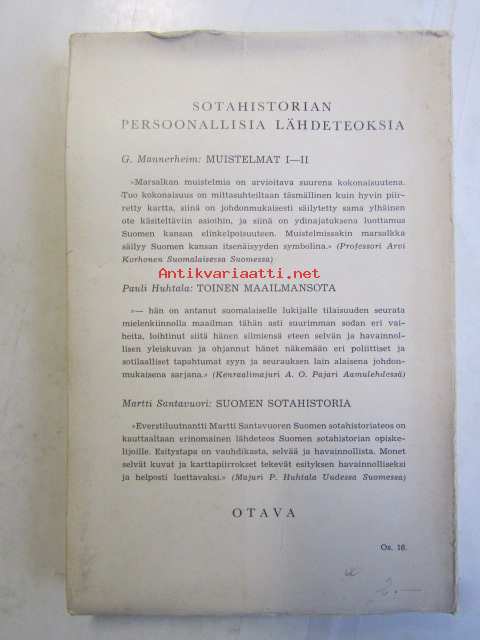 SOTAHISTORIAN
PERSOONALLISIA LÄHDETEOKSIA
G. Mannerheim: MUISTELMAT I—II
»Marsalkan muistelmia on arvioitava suurena kokonaisuutena.
Tuo kokonaisuus on mittasuhteiltaan täsmällinen kuin hyvin piir-
retty kartta, siinä on johdonmukaisesti säilytetty sama ylhäinen
ote käsiteltäviin asioihin, ja siinä on ydinajatuksena luottamus
Suomen kansan elinkelpoisuuteen. Muistelmissakin marsalkka
säilyy Suomen kansan itsenäisyyden symbolina.» (Professori Arvi
Korhonen Suomalaisessa Suomessa)
Antikvariaatti.net
Pauli Huhtala: TOINEN MAAILMANSOTA
»— hän on antanut suomalaiselle lukijalle tilaisuuden seurata
mielenkiinnolla maailman tähän asti suurimman sodan eri vai-
heita, loihtinut siitä hänen silmiensä eteen selvän ja havainnol-
lisen yleiskuvan ja ohjannut hänet näkemään eri poliittiset ja
sotilaalliset tapahtumat syyn ja seurauksen lain alaisena johdon-
mukaisena sarjana.» (Kenraalimajuri A. O. Pajari Aamulehdessä)
Martti Santavuori: SUOMEN SOTAHISTORIA
»Everstiluutnantti Martti Santavuoren Suomen sotahistoriateos on
kauttaaltaan erinomainen lähdeteos Suomen sotahistorian opiske-
lijoille. Esitystapa on vauhdikasta, selvää ja havainnollista. Monet
selvät kuvat ja karttapiirrokset tekevät esityksen havainnolliseksi
ja helposti luettavaksi.» (Majuri P. Huhtala Uudessa Suomessa)
OTAVA
Os. 16.
2.—